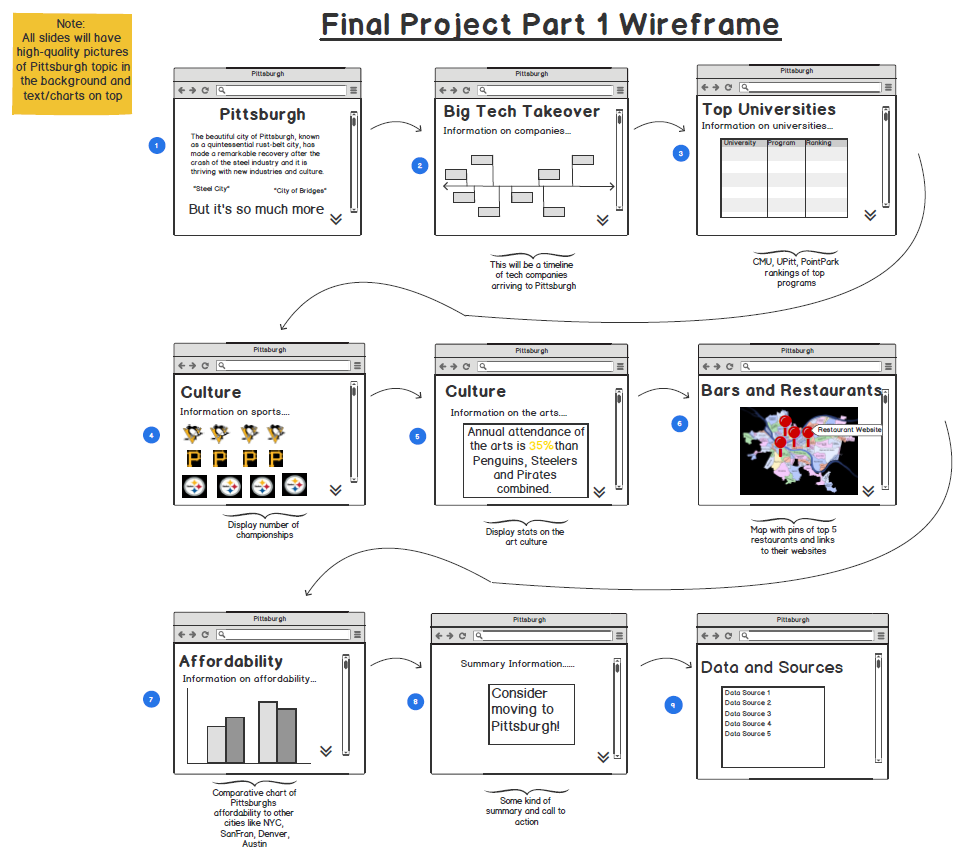 Final Project Part 1 Wireframe
Note:
All slides will have
high-quality pictures
of Pittsburgh topic in
the background and
text/charts on top
Pittsburgh
Pittsburgh
The beautiful city of Pittsburgh, known
as a quintessential rust-belt city, has
made a remarkable recovery after the
crash of the steel industry and it is
thriving with new industries and culture.
"Steel City"
"City of Bridges"
But it's so much more
1
Pittsburgh
Big Tech Takeover
Information on companies...
2
This will be a timeline
of tech companies
arriving to Pittsburgh
Pittsburgh
Top Universities
Information on universities...
University Program Ranking
3
CMU, UPitt, PointPark
rankings of top
programs
Pittsburgh
Culture
Information on sports....
P P P P
Steelers Steelers Steelers Steelers
4
Display number of
championships
Pittsburgh
Culture
Information on the arts....
Annual attendance of
the arts is 35%than
Penguins, Steelers
and Pirates
combined.
5
Display stats on the
art culture
Pittsburgh
Bars and Restaurants
Restaurant Website
6
Map with pins of top 5
restaurants and links
to their websites
Pittsburgh
Affordability
Information on affordability...
7
Comparative chart of
Pittsburghs
affordability to other
cities like NYC,
SanFran, Denver,
Austin
Pittsburgh
Summary Information......
Consider
moving to
Pittsburgh!
8
Some kind of
summary and call to
action
Pittsburgh
Data and Sources
Data Source 1
Data Source 2
Data Source 3
Data Source 4
Data Source 5
9